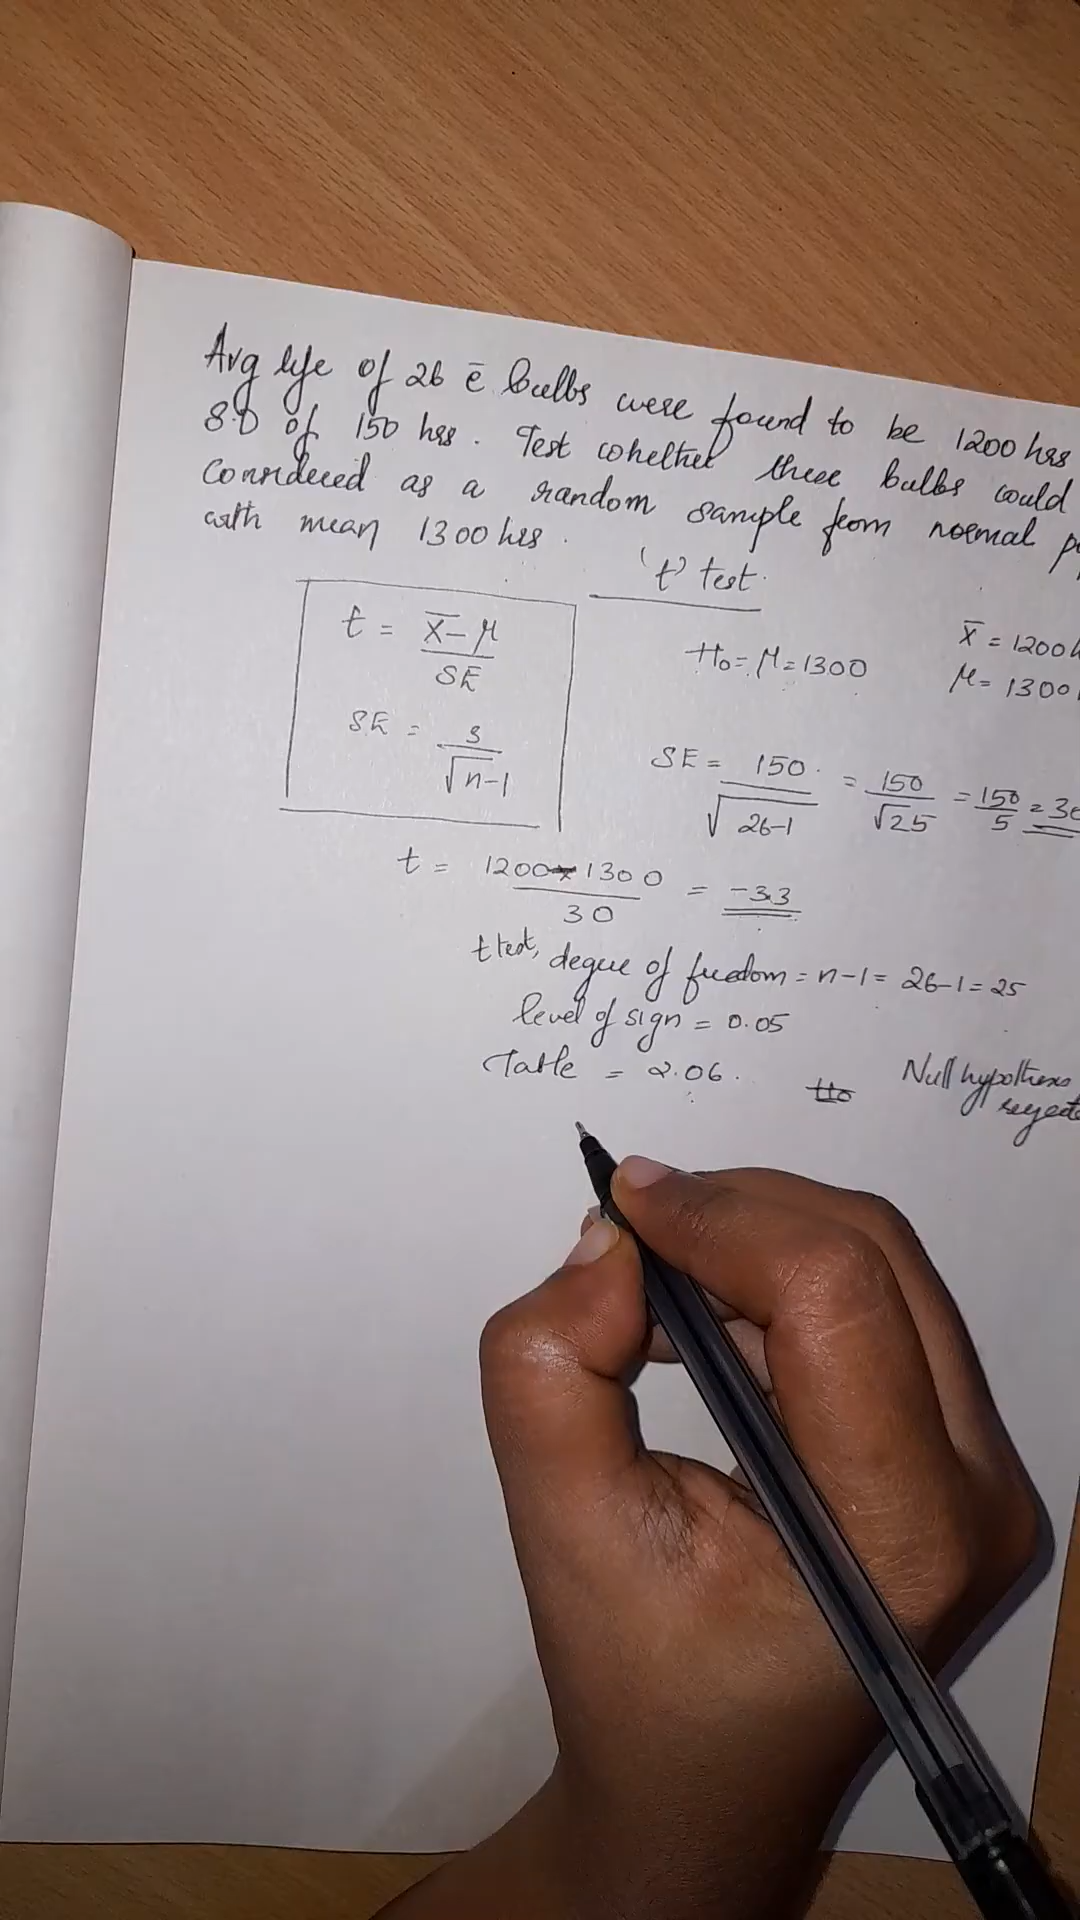 Avg life of 26 ē bulbs were found to be 1200 hrs
S.D of 150 hrs. Test whether these bulbs could
Considered as a random sample from normal
with mean 1300 hrs.
't' test.
t = X̄ - μ / SE
SE = s / √n-1
H₀ = μ = 1300
X̄ = 1200
μ = 1300
SE = 150 / √26-1 = 150 / √25 = 150 / 5 = 30
t = 1200 - 1300 / 30 = -3.3
t test, degree of freedom = n-1 = 26-1 = 25
level of sign = 0.05
Table = 2.06.
Null hypothesis